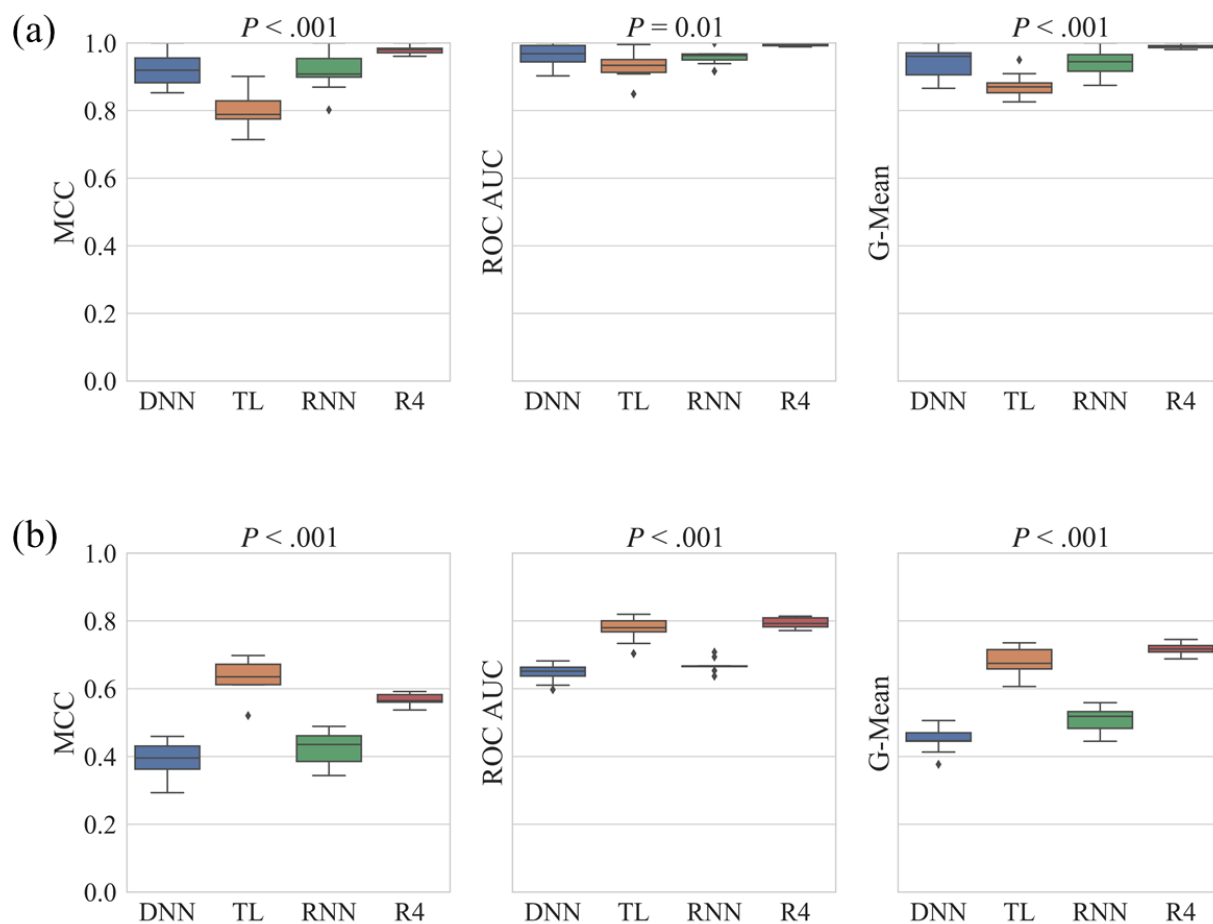 (a)
P < .001
P = 0.01
P < .001
1.0
0.8
0.6
0.4
0.2
0.0
MCC
ROC AUC
G-Mean
DNN TL RNN R4
DNN TL RNN R4
DNN TL RNN R4
(b)
P < .001
P < .001
P < .001
1.0
0.8
0.6
0.4
0.2
0.0
MCC
ROC AUC
G-Mean
DNN TL RNN R4
DNN TL RNN R4
DNN TL RNN R4